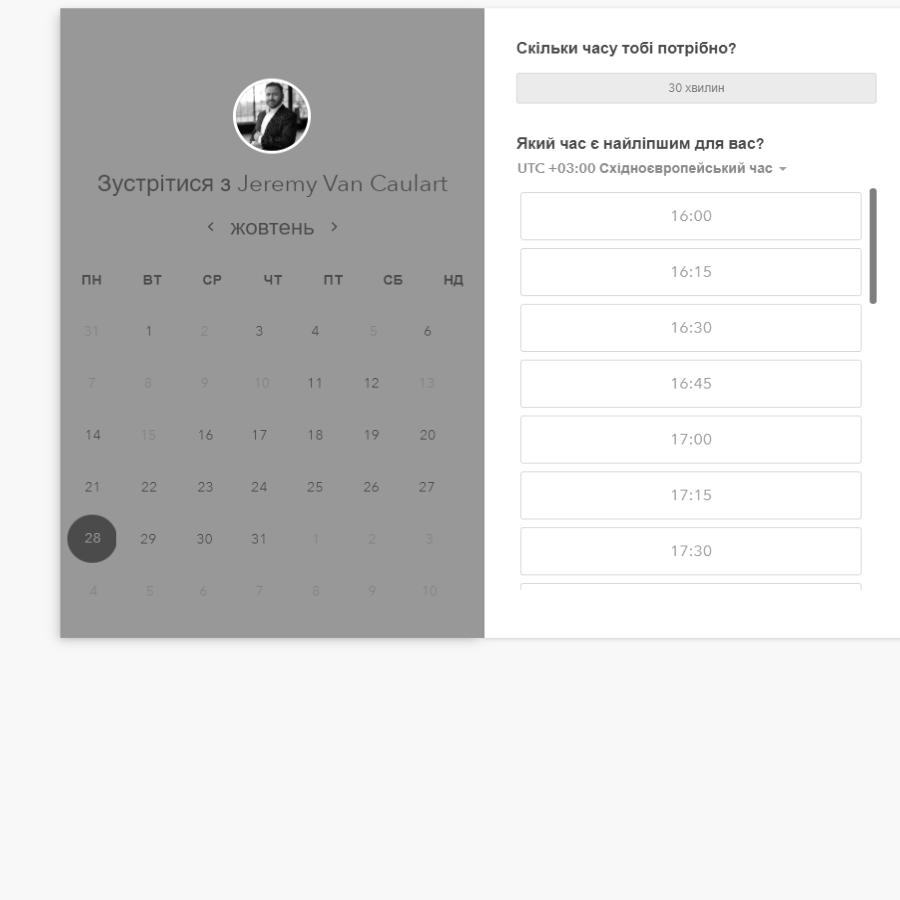 Зустрітися з Jeremy Van Caulart
жовтень
ПН ВТ СР ЧТ ПТ СБ НД
31 1 2 3 4 5 6
7 8 9 10 11 12 13
14 15 16 17 18 19 20
21 22 23 24 25 26 27
28 29 30 31 1 2 3
4 5 6 7 8 9 10
Скільки часу тобі потрібно?
30 хвилин
Який час є найліпшим для вас?
UTC +03:00 Східноєвропейський час
16:00
16:15
16:30
16:45
17:00
17:15
17:30